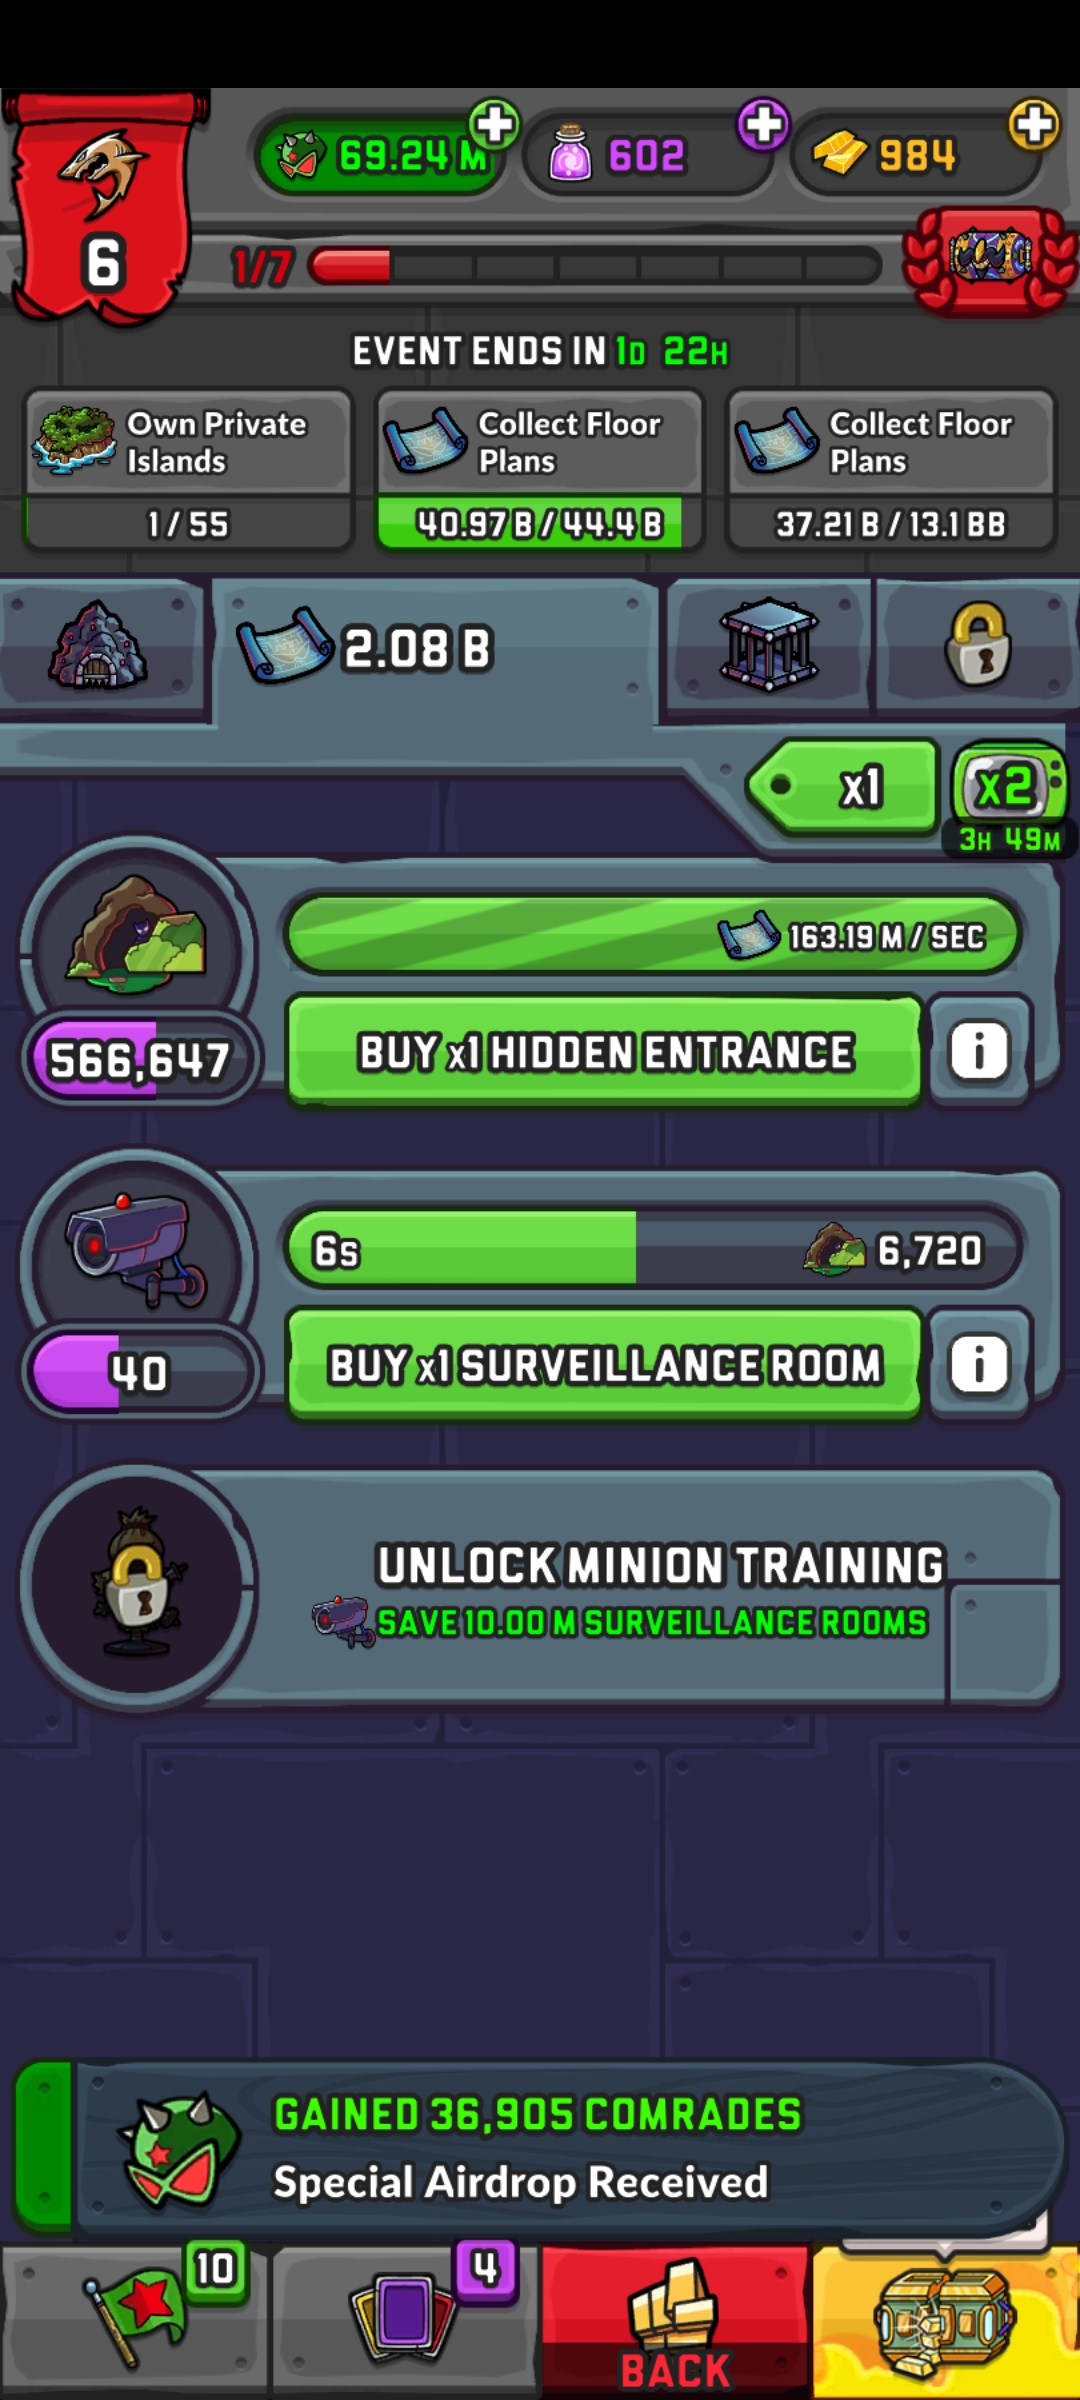 69.24 M
602
984
6
1/7
EVENT ENDS IN 1D 22H
Own Private
Islands
1 / 55
Collect Floor
Plans
40.97 B / 44.4 B
Collect Floor
Plans
37.21 B / 13.1 BB
2.08 B
x1
x2
3H 49M
163.19 M / SEC
566,647
BUY x1 HIDDEN ENTRANCE
i
6S
6,720
40
BUY x1 SURVEILLANCE ROOM
i
UNLOCK MINION TRAINING
SAVE 10.00 M SURVEILLANCE ROOMS
GAINED 36,905 COMRADES
Special Airdrop Received
10
4
BACK